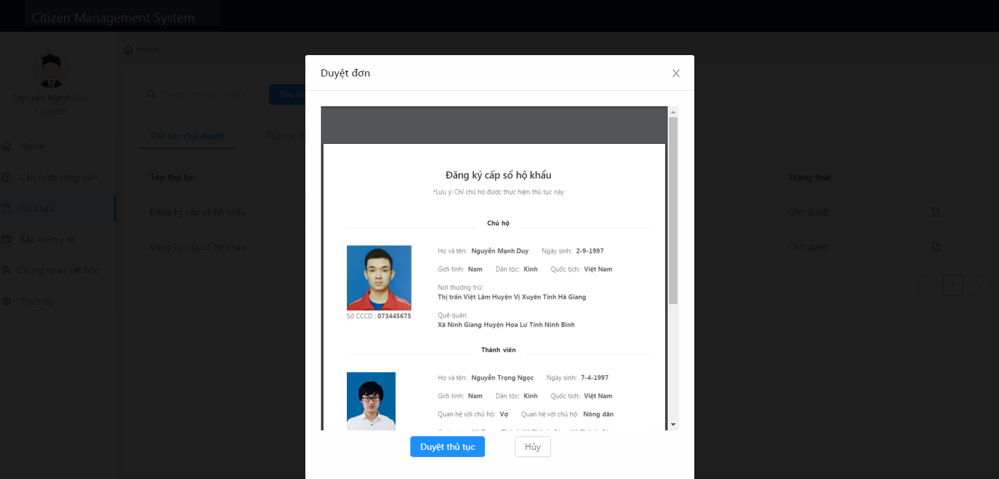 Citizen Management System
Home
Nguyễn Mạnh Duy
Logout!
Home
Căn cước công dân
Hộ khẩu
Bảo hiểm y tế
Chứng nhận kết hôn
Thiết lập
Tra cứu thông tin sổ hộ
Thủ tục chờ duyệt
Thủ tục
Tên thủ tục
Trạng thái
Đăng ký cấp sổ hộ khẩu
Chờ duyệt
Đăng ký cấp sổ hộ khẩu
Chờ duyệt
1
Duyệt đơn
Đăng ký cấp sổ hộ khẩu
*Lưu ý: Chỉ chủ hộ được thực hiện thủ tục này
Chủ hộ
Họ và tên: Nguyễn Mạnh Duy Ngày sinh: 2-9-1997
Giới tính: Nam Dân tộc: Kinh Quốc tịch: Việt Nam
Nơi thường trú:
Thị trấn Việt Lâm Huyện Vị Xuyên Tỉnh Hà Giang
Số CCCD : 073445675
Quê quán:
Xã Ninh Giang Huyện Hoa Lư Tỉnh Ninh Bình
Thành viên
Họ và tên: Nguyễn Trọng Ngọc Ngày sinh: 7-4-1997
Giới tính: Nam Dân tộc: Kinh Quốc tịch: Việt Nam
Quan hệ với chủ hộ: Vợ Quan hệ với chủ hộ: Nông dân
Duyệt thủ tục
Hủy